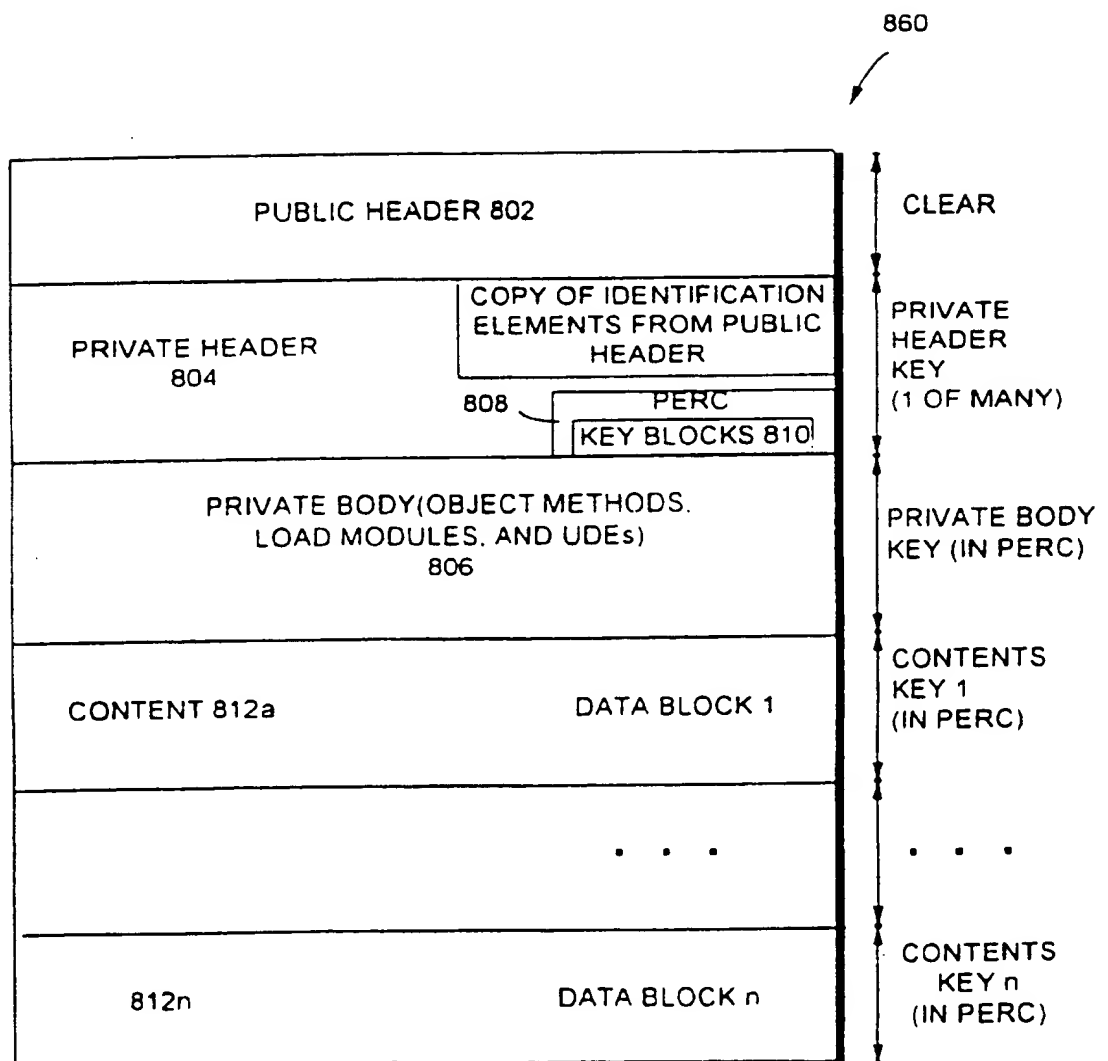 860
PUBLIC HEADER 802
CLEAR
COPY OF IDENTIFICATION
ELEMENTS FROM PUBLIC
HEADER
PRIVATE HEADER
804
PRIVATE
HEADER
KEY
(1 OF MANY)
808
PERC
KEY BLOCKS 810
PRIVATE BODY(OBJECT METHODS.
LOAD MODULES. AND UDEs)
806
PRIVATE BODY
KEY (IN PERC)
CONTENT 812a
DATA BLOCK 1
CONTENTS
KEY 1
(IN PERC)
. . .
. . .
812n
DATA BLOCK n
CONTENTS
KEY n
(IN PERC)